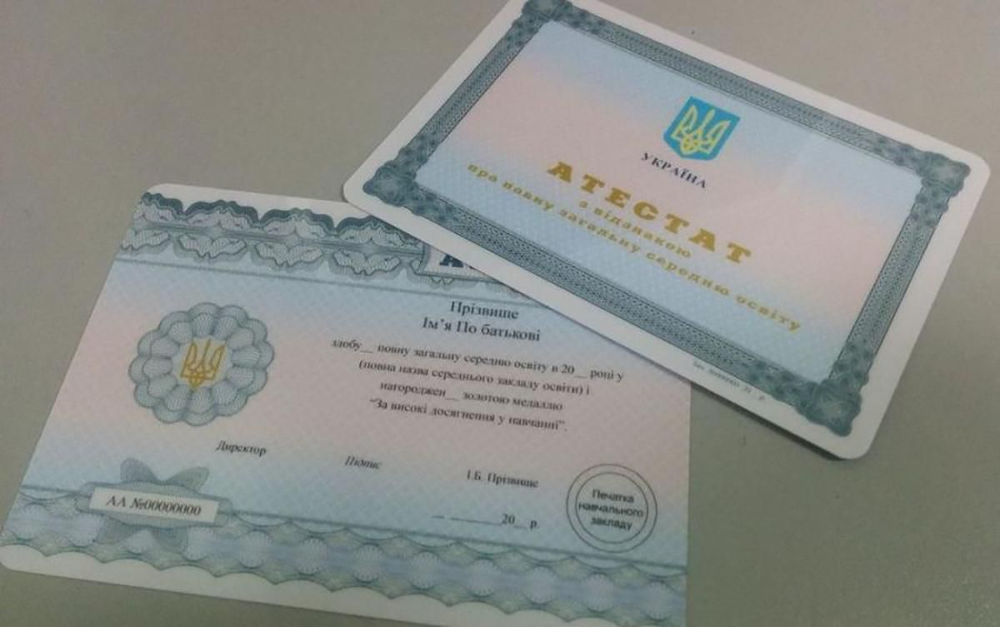 УКРАЇНА
АТЕСТАТ
з відзнакою
про повну загальну середню освіту
Прізвище
Ім’я По батькові
здобу__ повну загальну середню освіту в 20__ році у
(повна назва середнього закладу освіти) і
нагороджен__ золотою медаллю
“За високі досягнення у навчанні”.
Директор
Підпис
І.Б. Прізвище
АА №00000000
__ ________ 20__ р.
Печатка
навчального
закладу